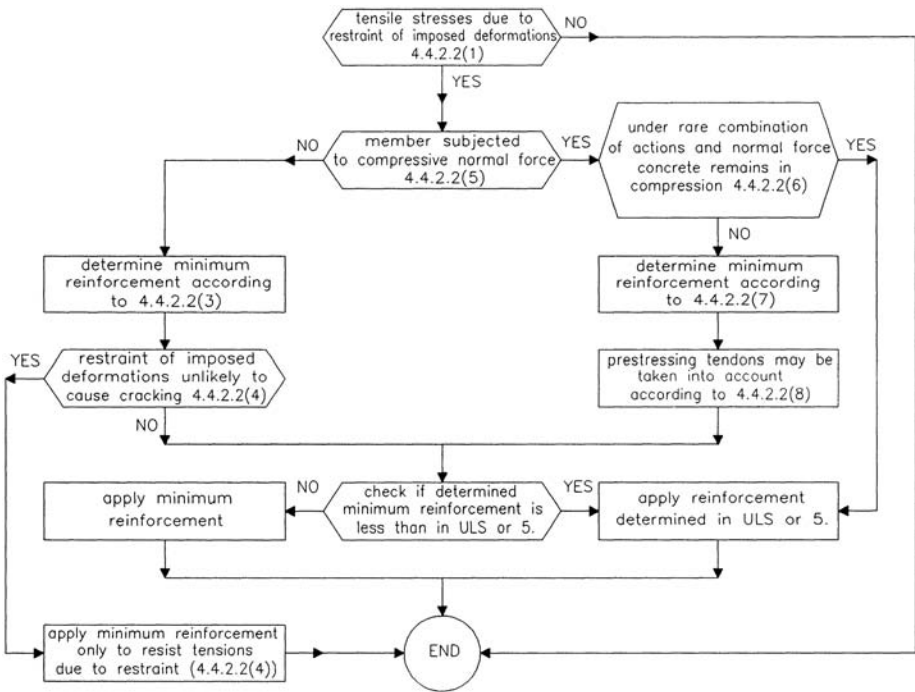 tensile stresses due to
restraint of imposed deformations
4.4.2.2(1)
NO
YES
member subjected
to compressive normal force
4.4.2.2(5)
NO
YES
under rare combination
of actions and normal force
concrete remains in
compression 4.4.2.2(6)
YES
NO
determine minimum
reinforcement according
to 4.4.2.2(3)
determine minimum
reinforcement according
to 4.4.2.2(7)
YES
restraint of imposed
deformations unlikely to
cause cracking 4.4.2.2(4)
NO
prestressing tendons may be
taken into account
according to 4.4.2.2(8)
apply minimum
reinforcement
NO
check if determined
minimum reinforcement is
less than in ULS or 5.
YES
apply reinforcement
determined in ULS or 5.
apply minimum reinforcement
only to resist tensions
due to restraint (4.4.2.2(4))
END